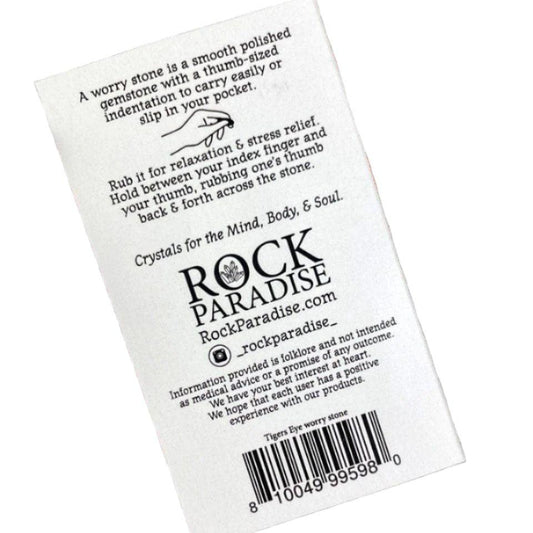 A worry stone is a smooth polished
gemstone with a thumb-sized
indentation to carry easily or
slip in your pocket.
Rub it for relaxation & stress relief.
Hold between your index finger and
your thumb, rubbing one's thumb
back & forth across the stone.
Crystals for the Mind, Body, & Soul.
ROCK
PARADISE
RockParadise.com
_rockparadise_
Information provided is folklore and not intended
as medical advice or a promise of any outcome.
We have your best interest at heart.
We hope that each user has a positive
experience with our products.
Tigers Eye worry stone
8 10049 99598 0